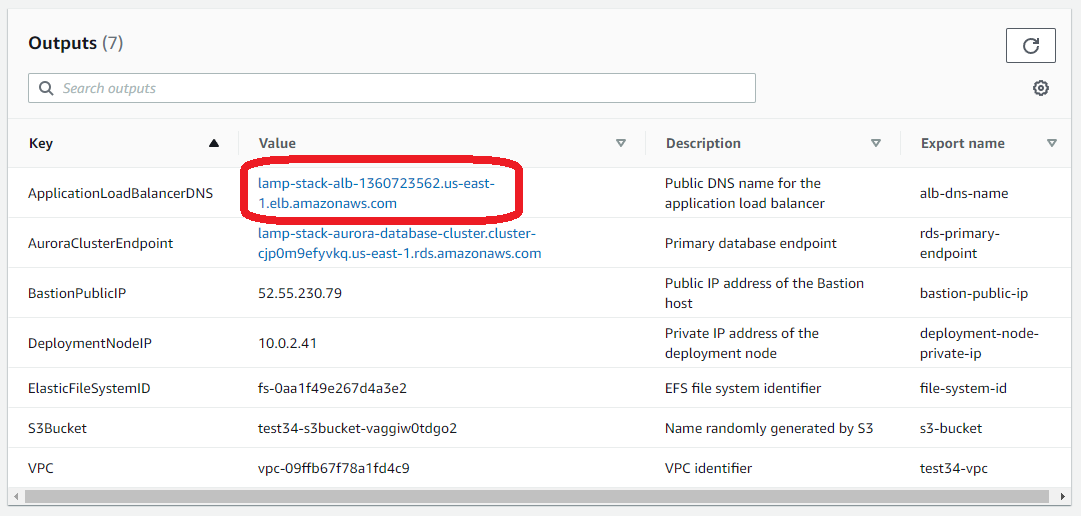 Outputs (7)
Search outputs
Key Value Description Export name
ApplicationLoadBalancerDNS
lamp-stack-alb-1360723562.us-east-
1.elb.amazonaws.com
Public DNS name for the
application load balancer
alb-dns-name
AuroraClusterEndpoint
lamp-stack-aurora-database-cluster.cluster-
cjp0m9efyvkq.us-east-1.rds.amazonaws.com
Primary database endpoint
rds-primary-
endpoint
BastionPublicIP
52.55.230.79
Public IP address of the Bastion
host
bastion-public-ip
DeploymentNodeIP
10.0.2.41
Private IP address of the
deployment node
deployment-node-
private-ip
ElasticFileSystemID
fs-0aa1f49e267d4a3e2
EFS file system identifier
file-system-id
S3Bucket
test34-s3bucket-vaggiw0tdgo2
Name randomly generated by S3
s3-bucket
VPC
vpc-09ffb67f78a1fd4c9
VPC identifier
test34-vpc